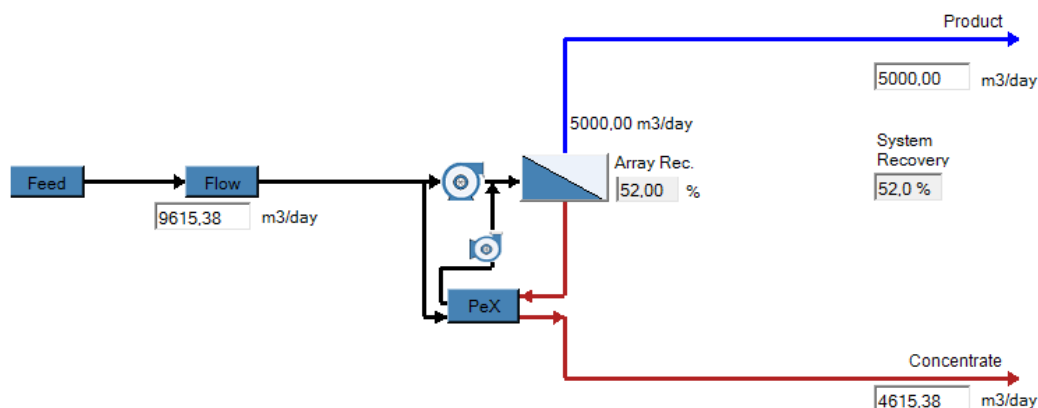 Product
5000,00 m3/day
5000,00 m3/day
System
Recovery
Array Rec.
52,00 %
52,0 %
Feed
Flow
9615,38 m3/day
PeX
Concentrate
4615,38 m3/day